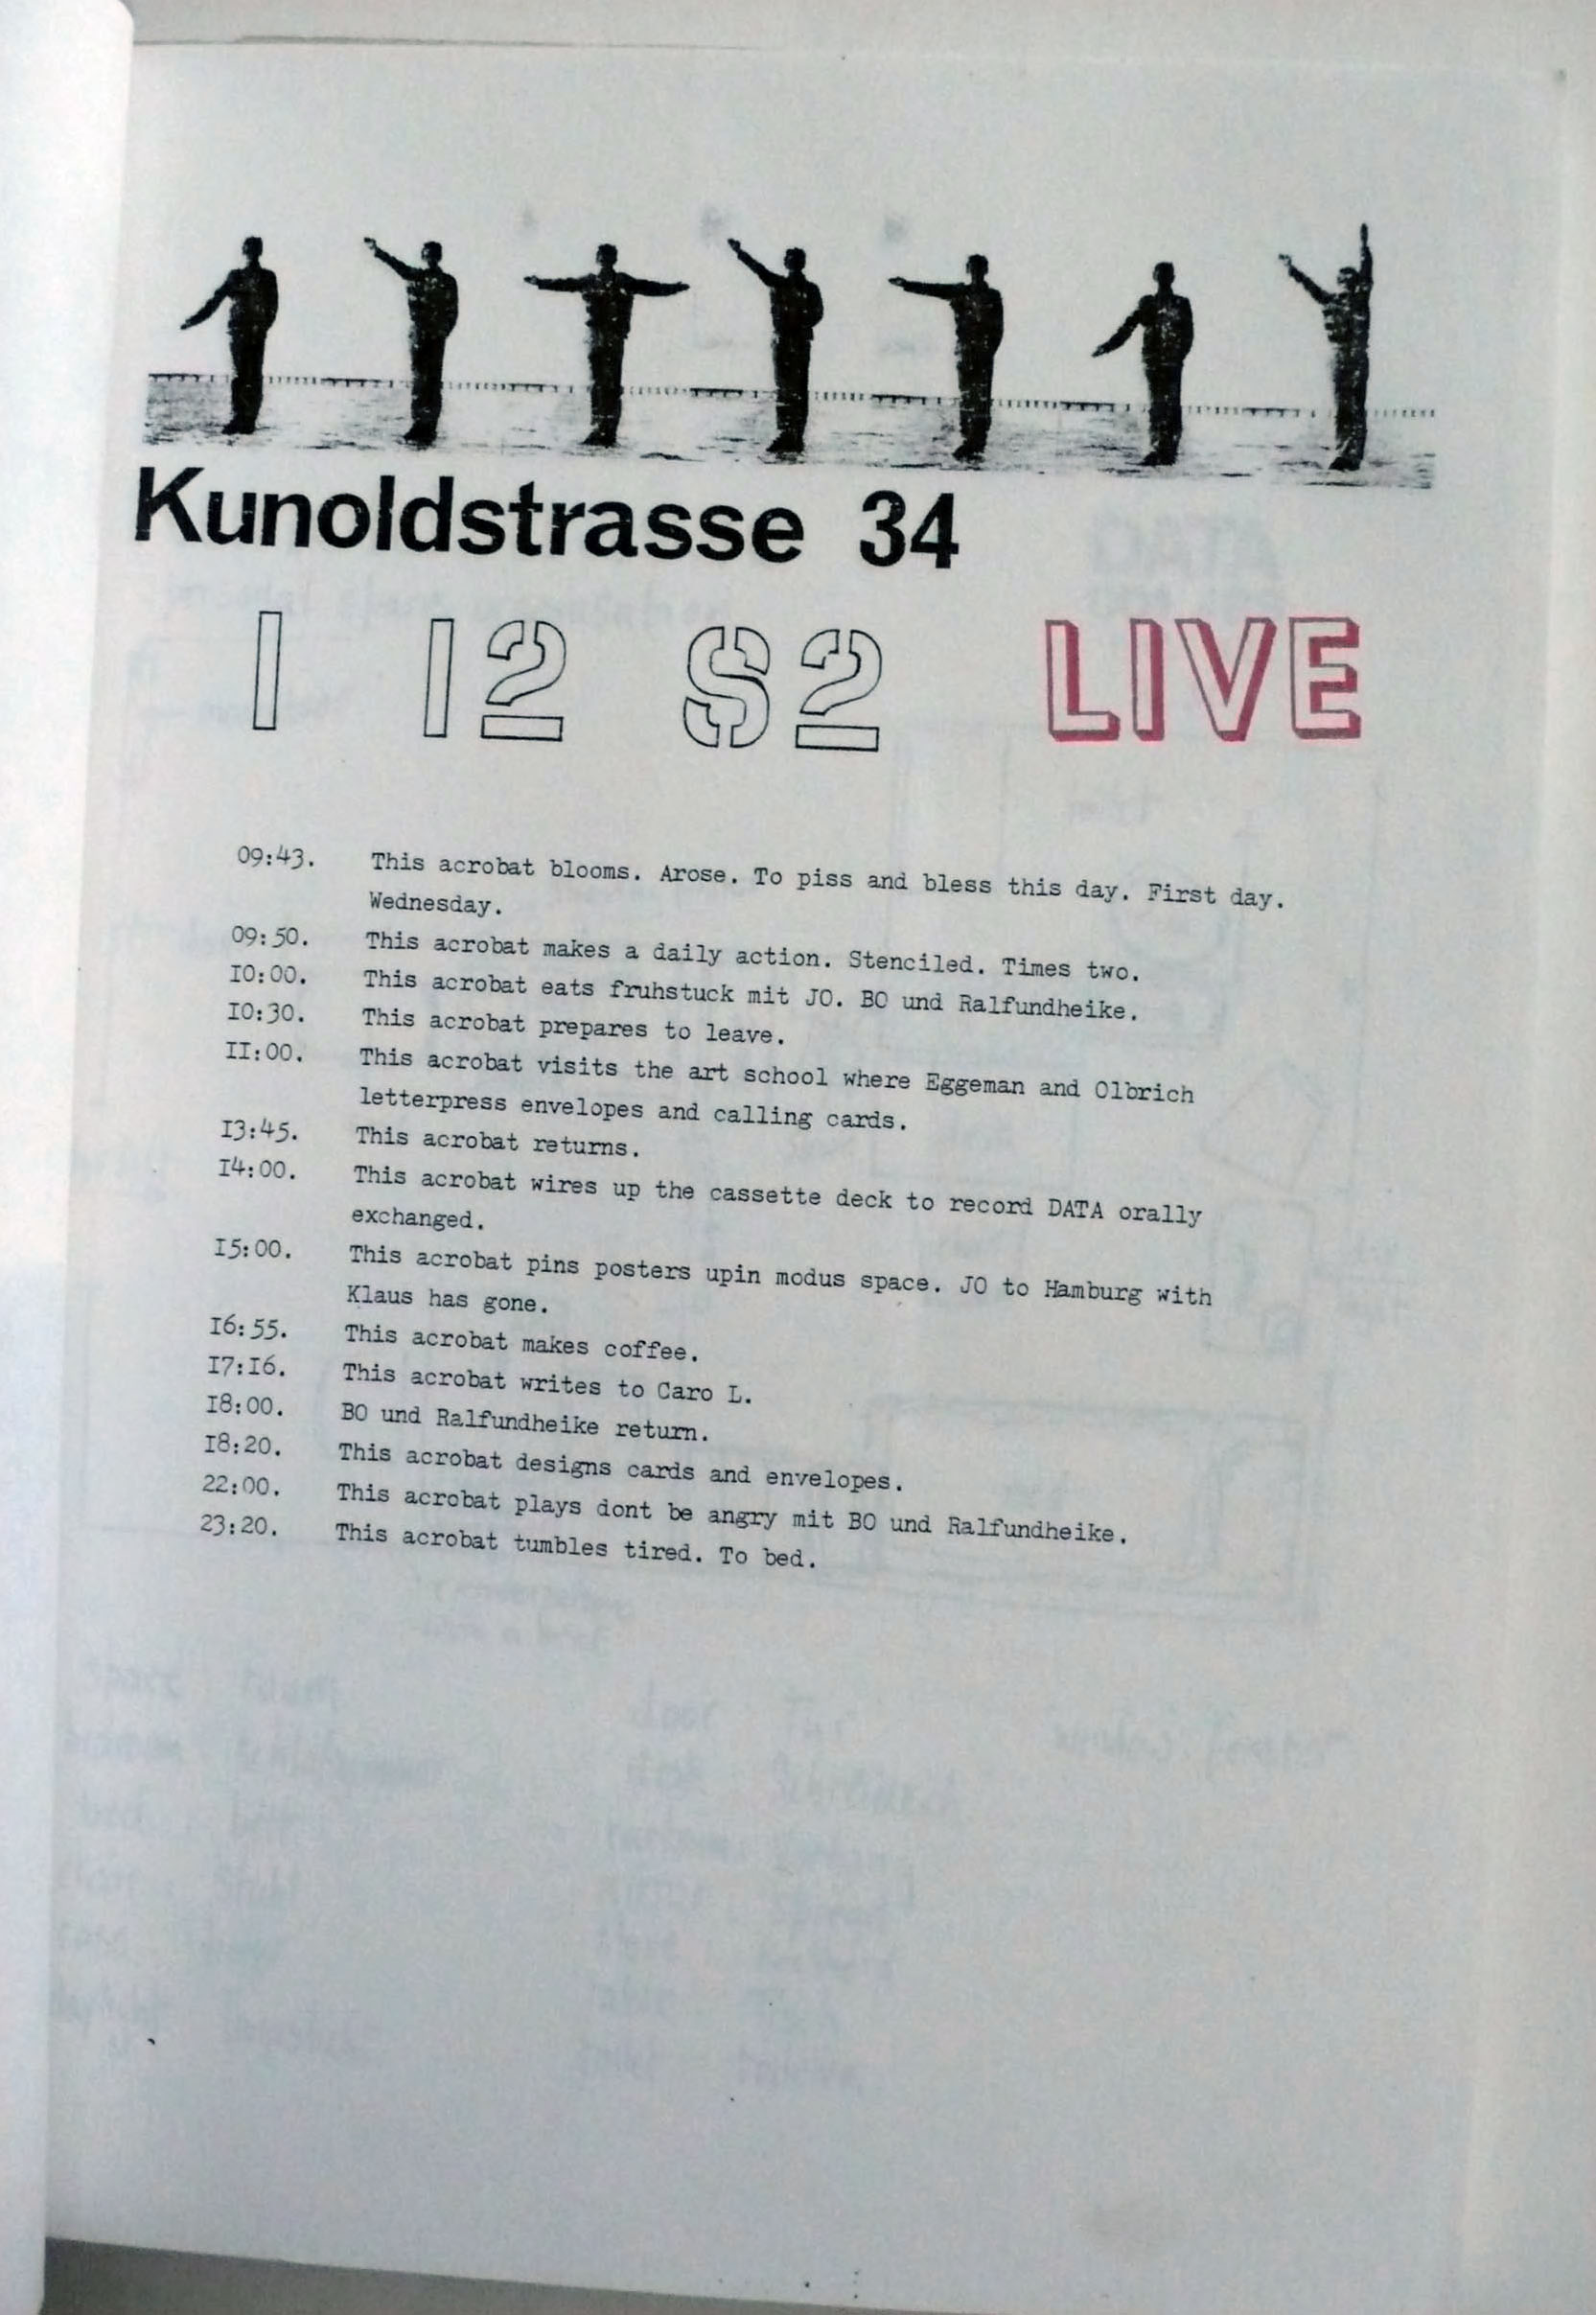 Kunoldstrasse 34
1 12 82 LIVE
09:43. This acrobat blooms. Arose. To piss and bless this day. First day.
Wednesday.
09:50. This acrobat makes a daily action. Stenciled. Times two.
I0:00. This acrobat eats fruhstuck mit JO. BO und Ralfundheike.
I0:30. This acrobat prepares to leave.
II:00. This acrobat visits the art school where Eggeman and Olbrich
letterpress envelopes and calling cards.
I3:45. This acrobat returns.
I4:00. This acrobat wires up the cassette deck to record DATA orally
exchanged.
I5:00. This acrobat pins posters upin modus space. JO to Hamburg with
Klaus has gone.
I6:55. This acrobat makes coffee.
I7:I6. This acrobat writes to Caro L.
I8:00. BO und Ralfundheike return.
I8:20. This acrobat designs cards and envelopes.
22:00. This acrobat plays dont be angry mit BO und Ralfundheike.
23:20. This acrobat tumbles tired. To bed.